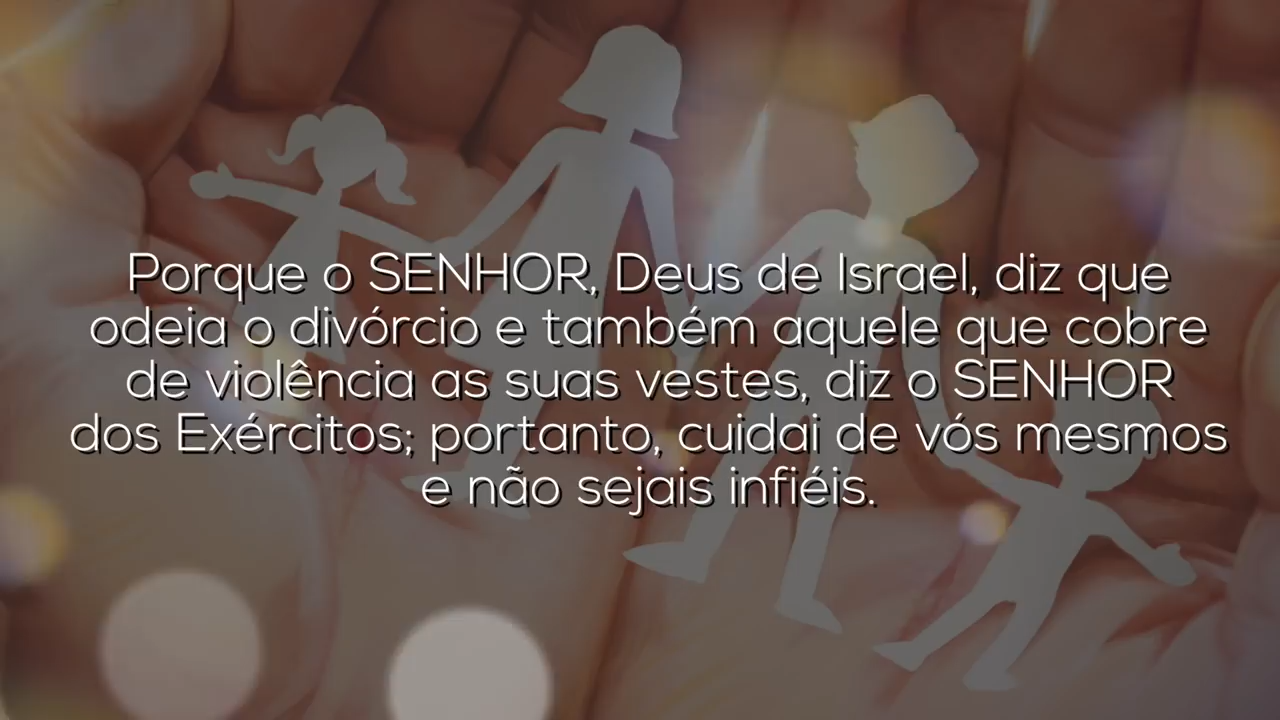 Porque o SENHOR, Deus de Israel, diz que
odeia o divórcio e também aquele que cobre
de violência as suas vestes, diz o SENHOR
dos Exércitos; portanto, cuidai de vós mesmos
e não sejais infiéis.